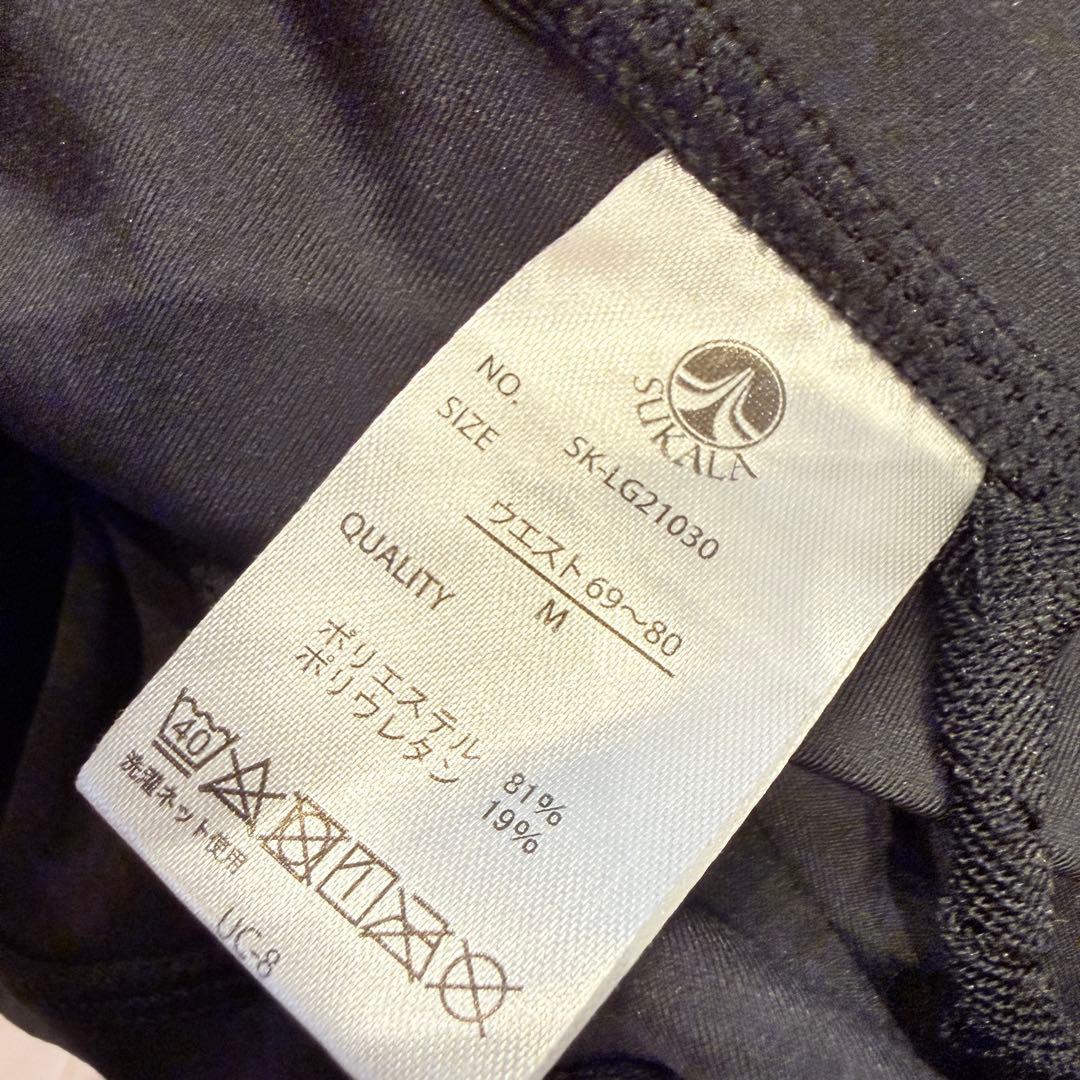 SUKALA
NO. SK-LG21030
SIZE ウエスト69～80
M
QUALITY
ポリエステル 81%
ポリウレタン 19%
40
洗濯ネット使用
UC-8